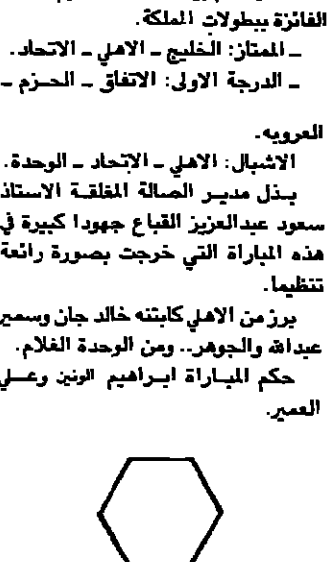 الفائزة ببطولات المملكة.
ـ الممتاز: الخليج ـ الاهلي ـ الاتحاد.
ـ الدرجة الاولى: الاتفاق ـ الحزم ـ
العروبه.
الاشبال: الاهلي ـ الاتحاد ـ الوحدة.
بذل مدير الصالة المغلقة الاستاذ
سعود عبدالعزيز القباع جهودا كبيرة في
هذه المباراة التي خرجت بصورة رائعة
تنظيما.
برز من الاهلي كابتنه خالد جان وسمير
عبدالله والجوهر.. ومن الوحدة الغلام.
حكم المباراة ابراهيم الونين وعلي
العمير.